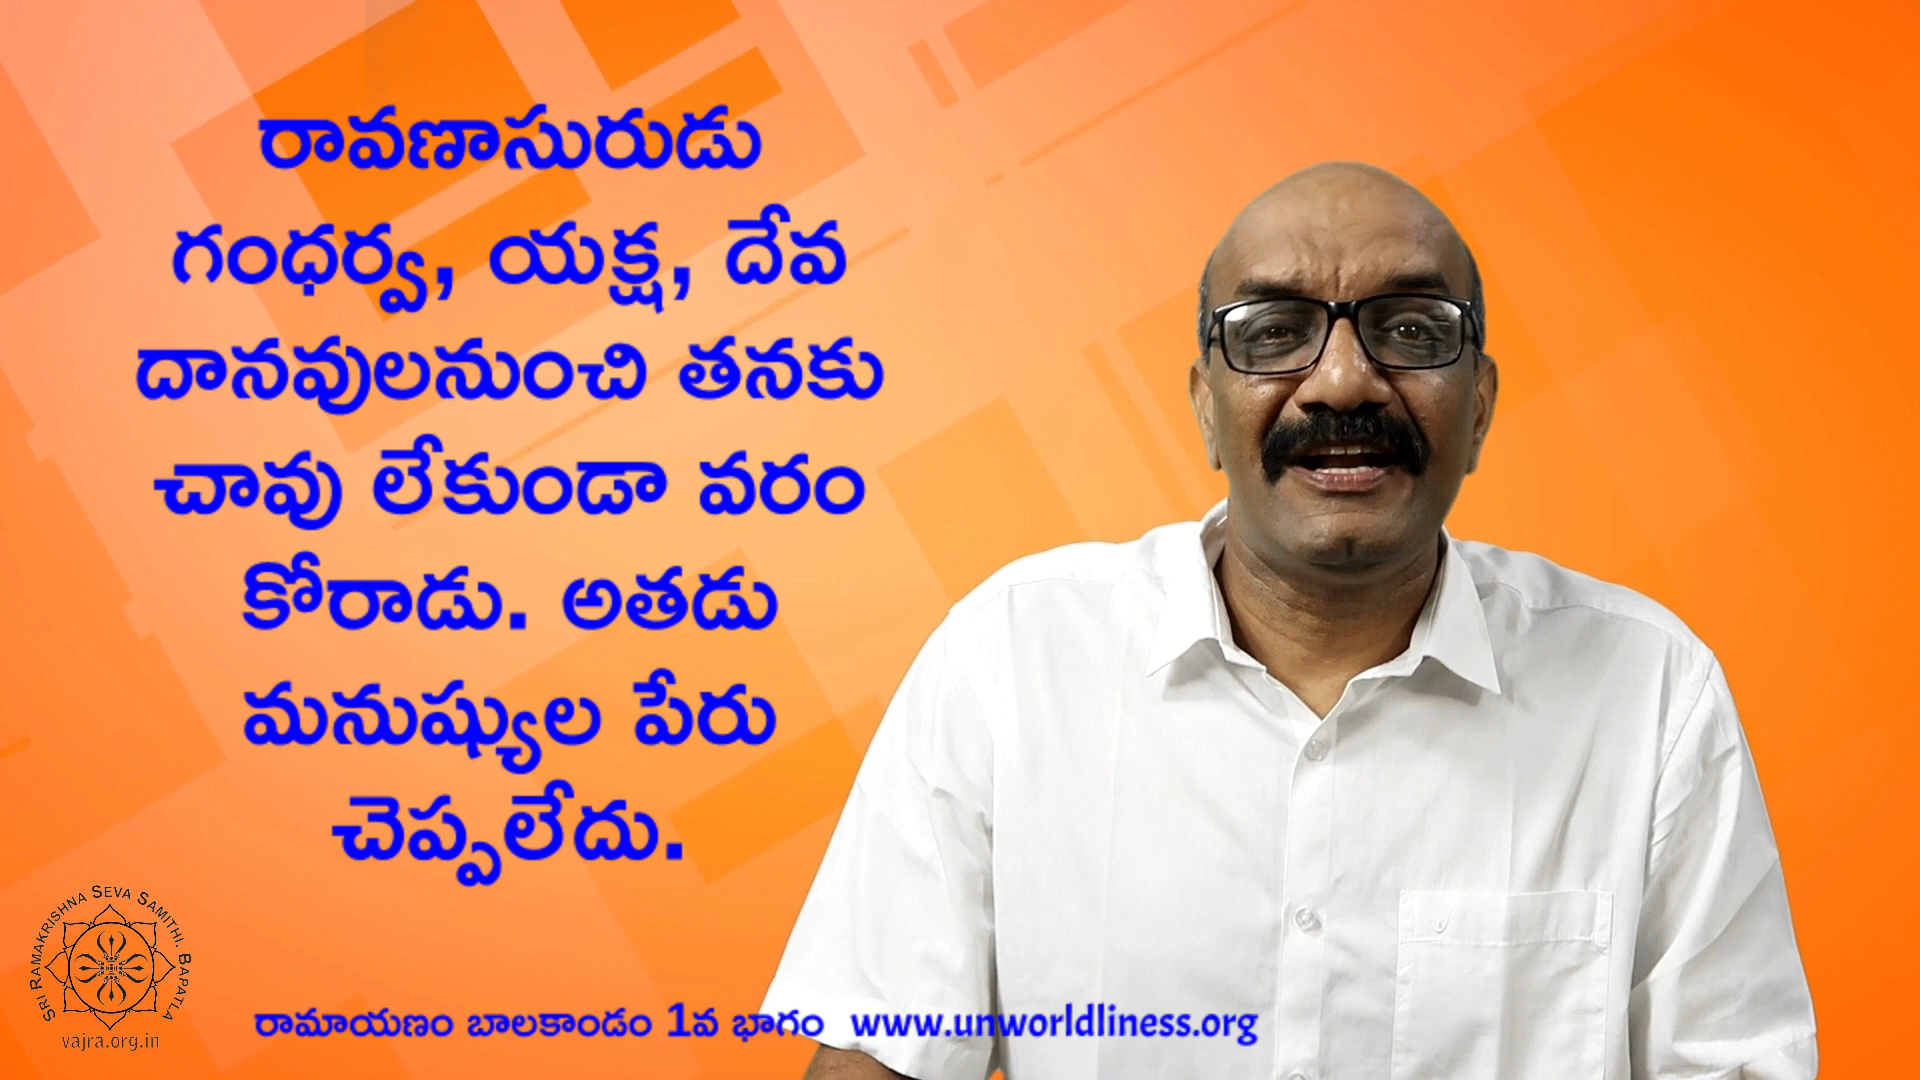 రావణాసురుడు
గంధర్వ, యక్ష, దేవ
దానవులనుంచి తనకు
చావు లేకుండా వరం
కోరాడు. అతడు
మనుష్యుల పేరు
చెప్పలేదు.
SRI RAMAKRISHNA SEVA SAMITHI. BAPATLA
vajra.org.in
రామాయణం బాలకాండం 1వ భాగం www.unworldliness.org